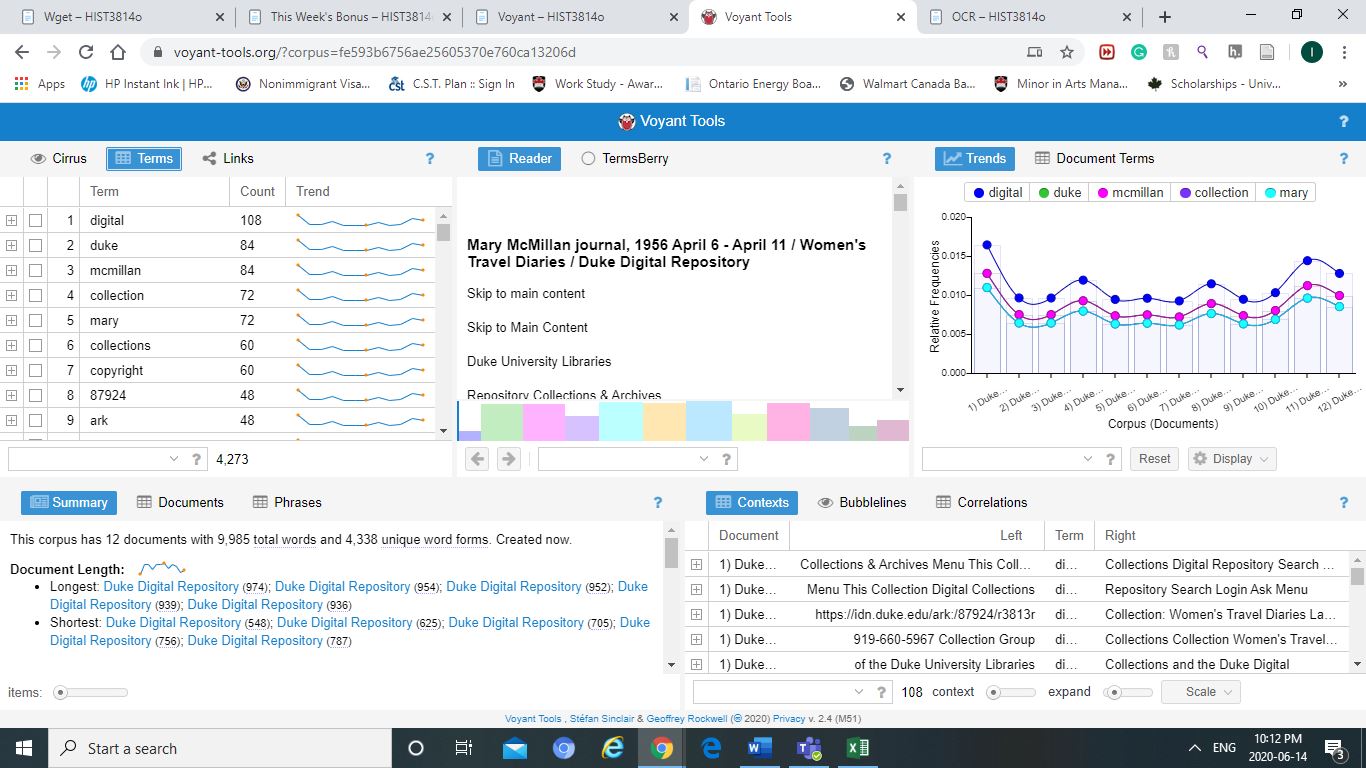 Wget – HIST3814o
This Week's Bonus – HIST3814
Voyant – HIST3814o
Voyant Tools
OCR – HIST3814o
voyant-tools.org/?corpus=fe593b6756ae25605370e760ca13206d
Apps
HP Instant Ink | HP...
Nonimmigrant Visa...
C.S.T. Plan :: Sign In
Work Study - Awar...
Ontario Energy Boa...
Walmart Canada Ba...
Minor in Arts Mana...
Scholarships - Univ...
Voyant Tools
Cirrus Terms Links
Term Count Trend
1 digital 108
2 duke 84
3 mcmillan 84
4 collection 72
5 mary 72
6 collections 60
7 copyright 60
8 87924 48
9 ark 48
4,273
Reader TermsBerry
Mary McMillan journal, 1956 April 6 - April 11 / Women's
Travel Diaries / Duke Digital Repository
Skip to main content
Skip to Main Content
Duke University Libraries
Repository Collections & Archives
Trends Document Terms
digital duke mcmillan collection mary
Relative Frequencies
0.020
0.015
0.010
0.005
0.000
1) Duke...
2) Duke...
3) Duke...
4) Duke...
5) Duke...
6) Duke...
7) Duke...
8) Duke...
9) Duke...
10) Duke...
11) Duke...
12) Duke...
Corpus (Documents)
Reset Display
Summary Documents Phrases
This corpus has 12 documents with 9,985 total words and 4,338 unique word forms. Created now.
Document Length:
Longest: Duke Digital Repository (974); Duke Digital Repository (954); Duke Digital Repository (952); Duke
Digital Repository (939); Duke Digital Repository (936)
Shortest: Duke Digital Repository (548); Duke Digital Repository (625); Duke Digital Repository (705); Duke
Digital Repository (756); Duke Digital Repository (787)
items:
Contexts Bubblelines Correlations
Document Left Term Right
1) Duke... Collections & Archives Menu This Coll... di... Collections Digital Repository Search ...
1) Duke... Menu This Collection Digital Collections di... Repository Search Login Ask Menu
1) Duke... https://idn.duke.edu/ark:/87924/r3813r di... Collection: Women's Travel Diaries La...
1) Duke... 919-660-5967 Collection Group di... Collections Collection Women's Travel...
1) Duke... of the Duke University Libraries di... Collections and the Duke Digital
108 context expand Scale
Voyant Tools , Stéfan Sinclair & Geoffrey Rockwell (© 2020) Privacy v. 2.4 (M51)
Start a search
ENG
10:12 PM
2020-06-14
3